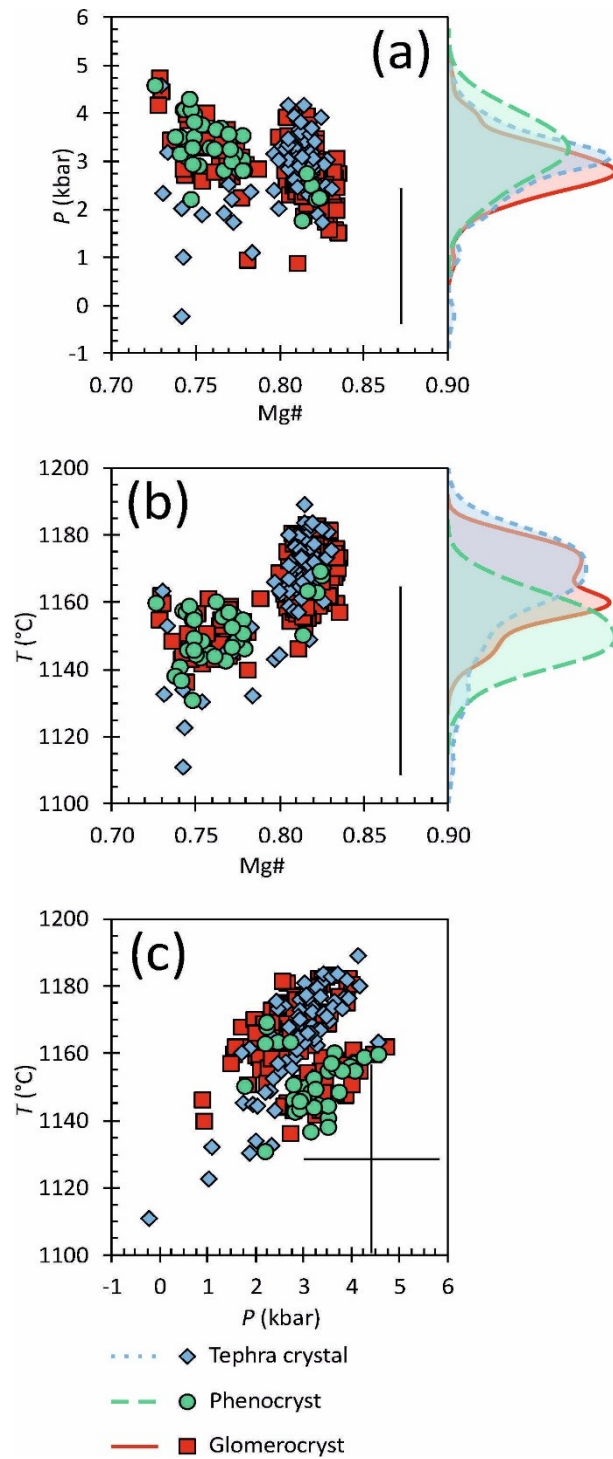 (a)
6
5
4
3
2
1
0
-1
P (kbar)
0.70 0.75 0.80 0.85 0.90
Mg#
(b)
1200
1180
1160
1140
1120
1100
T (°C)
0.70 0.75 0.80 0.85 0.90
Mg#
(c)
1200
1180
1160
1140
1120
1100
T (°C)
-1 0 1 2 3 4 5 6
P (kbar)
Tephra crystal
Phenocryst
Glomerocryst